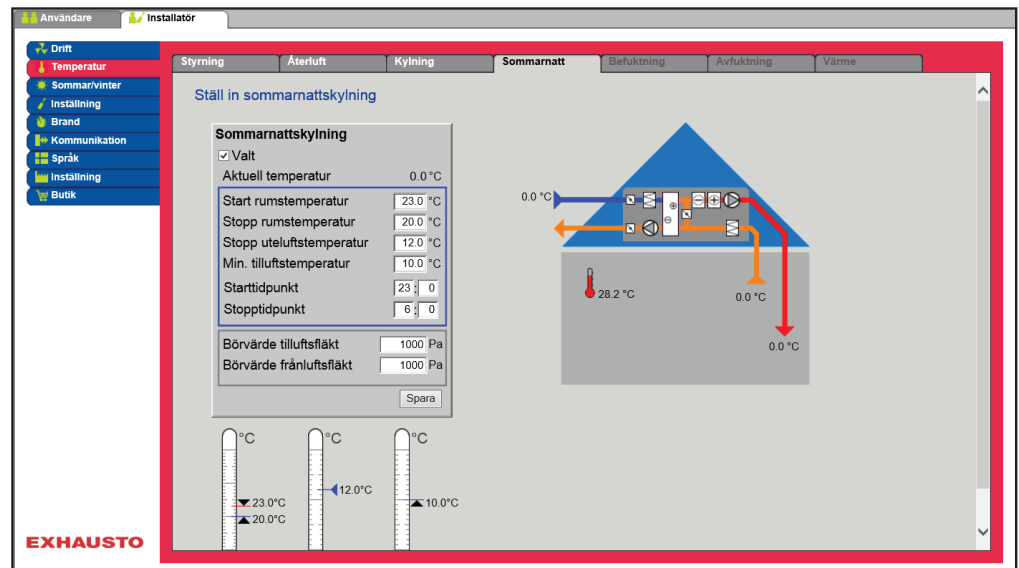 Användare
Installatör
Drift
Temperatur
Sommar/vinter
Inställning
Brand
Kommunikation
Språk
Inställning
Butik
EXHAUSTO
Styrning
Återluft
Kylning
Sommarnatt
Befuktning
Avfuktning
Värme
Ställ in sommarnattskylning
Sommarnattskylning
Valt
Aktuell temperatur 0.0 °C
Start rumstemperatur 23.0 °C
Stopp rumstemperatur 20.0 °C
Stopp uteluftstemperatur 12.0 °C
Min. tilluftstemperatur 10.0 °C
Starttidpunkt 23 : 0
Stopptidpunkt 6 : 0
Börvärde tilluftsfläkt 1000 Pa
Börvärde frånluftsfläkt 1000 Pa
Spara
°C
23.0°C
20.0°C
°C
12.0°C
°C
10.0°C
0.0 °C
28.2 °C
0.0 °C
0.0 °C